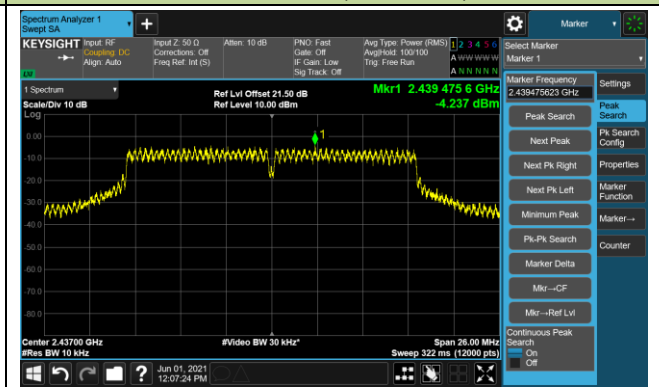 Spectrum Analyzer 1
Swept SA
Marker
KEYSIGHT
Input: RF
Coupling: DC
Align: Auto
Input Z: 50 Ω
Corrections: Off
Freq Ref: Int (S)
Atten: 10 dB
PNO: Fast
Gate: Off
IF Gain: Low
Sig Track: Off
Avg Type: Power (RMS)
Avg|Hold: 100/100
Trig: Free Run
1 2 3 4 5 6
A W W W W W
A N N N N N
Select Marker
Marker 1
1 Spectrum
Scale/Div 10 dB
Log
Ref Lvl Offset 21.50 dB
Ref Level 10.00 dBm
Mkr1 2.439 475 6 GHz
-4.237 dBm
1
0.00
-10.0
-20.0
-30.0
-40.0
-50.0
-60.0
-70.0
-80.0
Center 2.43700 GHz
#Res BW 10 kHz
#Video BW 30 kHz*
Span 26.00 MHz
Sweep 322 ms (12000 pts)
Marker Frequency
2.439475623 GHz
Peak Search
Next Peak
Next Pk Right
Next Pk Left
Minimum Peak
Pk-Pk Search
Marker Delta
Mkr→CF
Mkr→Ref Lvl
Continuous Peak
Search
On
Off
Settings
Peak
Search
Pk Search
Config
Properties
Marker
Function
Marker→
Counter
Jun 01, 2021
12:07:24 PM